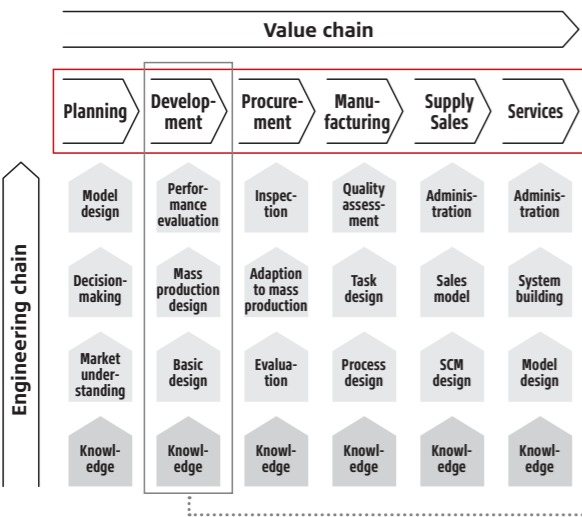 Value chain
Planning
Develop-
ment
Procure-
ment
Manu-
facturing
Supply
Sales
Services
Engineering chain
Model
design
Perfor-
mance
evaluation
Inspec-
tion
Quality
assess-
ment
Adminis-
tration
Adminis-
tration
Decision-
making
Mass
production
design
Adaption
to mass
production
Task
design
Sales
model
System
building
Market
under-
standing
Basic
design
Evalua-
tion
Process
design
SCM
design
Model
design
Knowl-
edge
Knowl-
edge
Knowl-
edge
Knowl-
edge
Knowl-
edge
Knowl-
edge